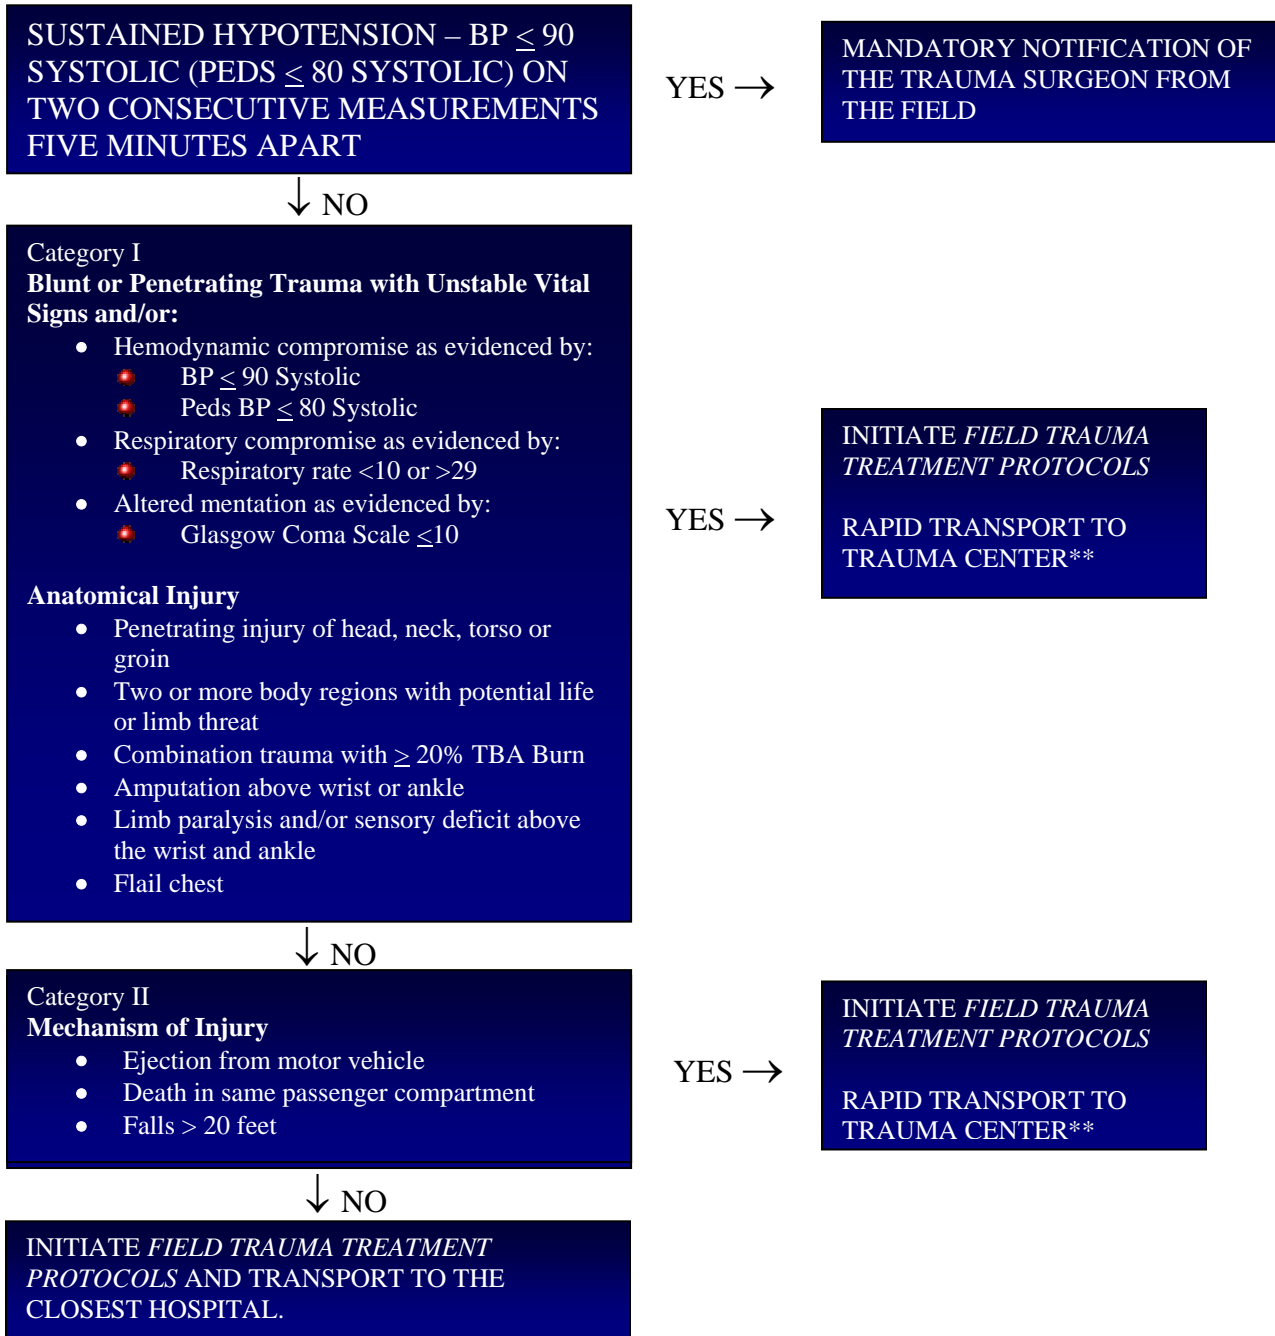 SUSTAINED HYPOTENSION – BP ≤ 90
SYSTOLIC (PEDS ≤ 80 SYSTOLIC) ON
TWO CONSECUTIVE MEASUREMENTS
FIVE MINUTES APART
YES →
MANDATORY NOTIFICATION OF
THE TRAUMA SURGEON FROM
THE FIELD
↓ NO
Category I
Blunt or Penetrating Trauma with Unstable Vital
Signs and/or:
• Hemodynamic compromise as evidenced by:
BP ≤ 90 Systolic
Peds BP ≤ 80 Systolic
• Respiratory compromise as evidenced by:
Respiratory rate <10 or >29
• Altered mentation as evidenced by:
Glasgow Coma Scale ≤10
Anatomical Injury
• Penetrating injury of head, neck, torso or
groin
• Two or more body regions with potential life
or limb threat
• Combination trauma with ≥ 20% TBA Burn
• Amputation above wrist or ankle
• Limb paralysis and/or sensory deficit above
the wrist and ankle
• Flail chest
YES →
INITIATE FIELD TRAUMA
TREATMENT PROTOCOLS
RAPID TRANSPORT TO
TRAUMA CENTER**
↓ NO
Category II
Mechanism of Injury
• Ejection from motor vehicle
• Death in same passenger compartment
• Falls > 20 feet
YES →
INITIATE FIELD TRAUMA
TREATMENT PROTOCOLS
RAPID TRANSPORT TO
TRAUMA CENTER**
↓ NO
INITIATE FIELD TRAUMA TREATMENT
PROTOCOLS AND TRANSPORT TO THE
CLOSEST HOSPITAL.